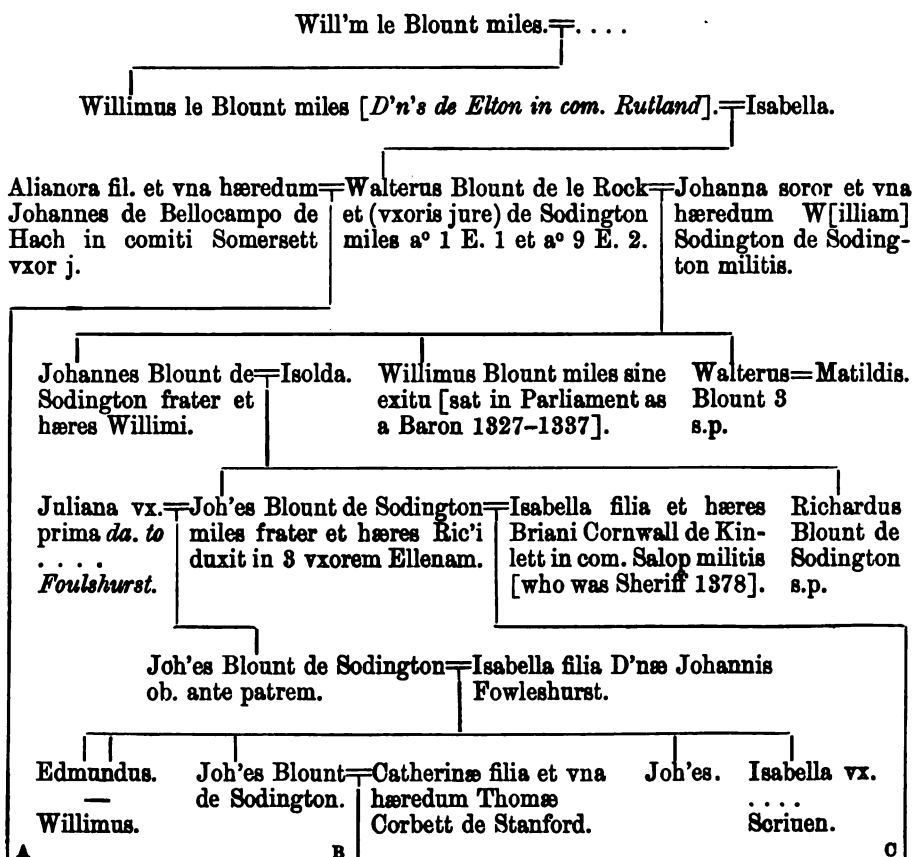 Will'm le Blount miles.=. . . .
Willimus le Blount miles [D'n's de Elton in com. Rutland].=Isabella.
Alianora fil. et vna hæredum=
Johannes de Bellocampo de
Hach in comiti Somersett
vxor j.
Walterus Blount de le Rock=
et (vxoris jure) de Sodington
miles aº 1 E. 1 et aº 9 E. 2.
Johanna soror et vna
hæredum W[illiam]
Sodington de Soding-
ton militis.
Johannes Blount de=Isolda.
Sodington frater et
hæres Willimi.
Willimus Blount miles sine
exitu [sat in Parliament as
a Baron 1327–1337].
Walterus=Matildis.
Blount 3
s.p.
Juliana vx.=
prima da. to
. . . .
Foulshurst.
Joh'es Blount de Sodington=
miles frater et hæres Ric'i
duxit in 3 vxorem Ellenam.
Isabella filia et hæres
Briani Cornwall de Kin-
lett in com. Salop militis
[who was Sheriff 1378].
Richardus
Blount de
Sodington
s.p.
Joh'es Blount de Sodington=
ob. ante patrem.
Isabella filia D'næ Johannis
Fowleshurst.
Edmundus.
—
Willimus.
Joh'es Blount=
de Sodington.
Catherinæ filia et vna
hæredum Thomæ
Corbett de Stanford.
Joh'es.
Isabella vx.
. . . .
Scriuen.
A
B
C